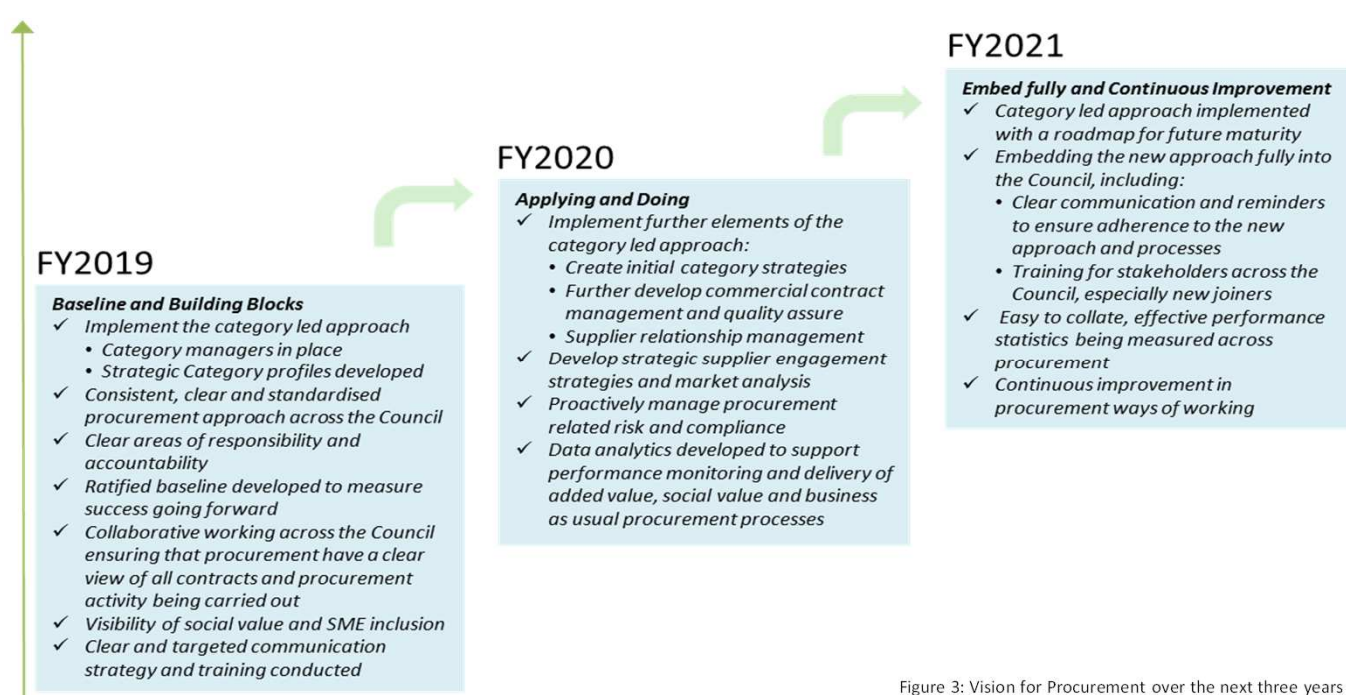 FY2019
Baseline and Building Blocks
✓ Implement the category led approach
• Category managers in place
• Strategic Category profiles developed
✓ Consistent, clear and standardised
procurement approach across the Council
✓ Clear areas of responsibility and
accountability
✓ Ratified baseline developed to measure
success going forward
✓ Collaborative working across the Council
ensuring that procurement have a clear
view of all contracts and procurement
activity being carried out
✓ Visibility of social value and SME inclusion
✓ Clear and targeted communication
strategy and training conducted
FY2020
Applying and Doing
✓ Implement further elements of the
category led approach:
• Create initial category strategies
• Further develop commercial contract
management and quality assure
• Supplier relationship management
✓ Develop strategic supplier engagement
strategies and market analysis
✓ Proactively manage procurement
related risk and compliance
✓ Data analytics developed to support
performance monitoring and delivery of
added value, social value and business
as usual procurement processes
FY2021
Embed fully and Continuous Improvement
✓ Category led approach implemented
with a roadmap for future maturity
✓ Embedding the new approach fully into
the Council, including:
• Clear communication and reminders
to ensure adherence to the new
approach and processes
• Training for stakeholders across the
Council, especially new joiners
✓ Easy to collate, effective performance
statistics being measured across
procurement
✓ Continuous improvement in
procurement ways of working
Figure 3: Vision for Procurement over the next three years